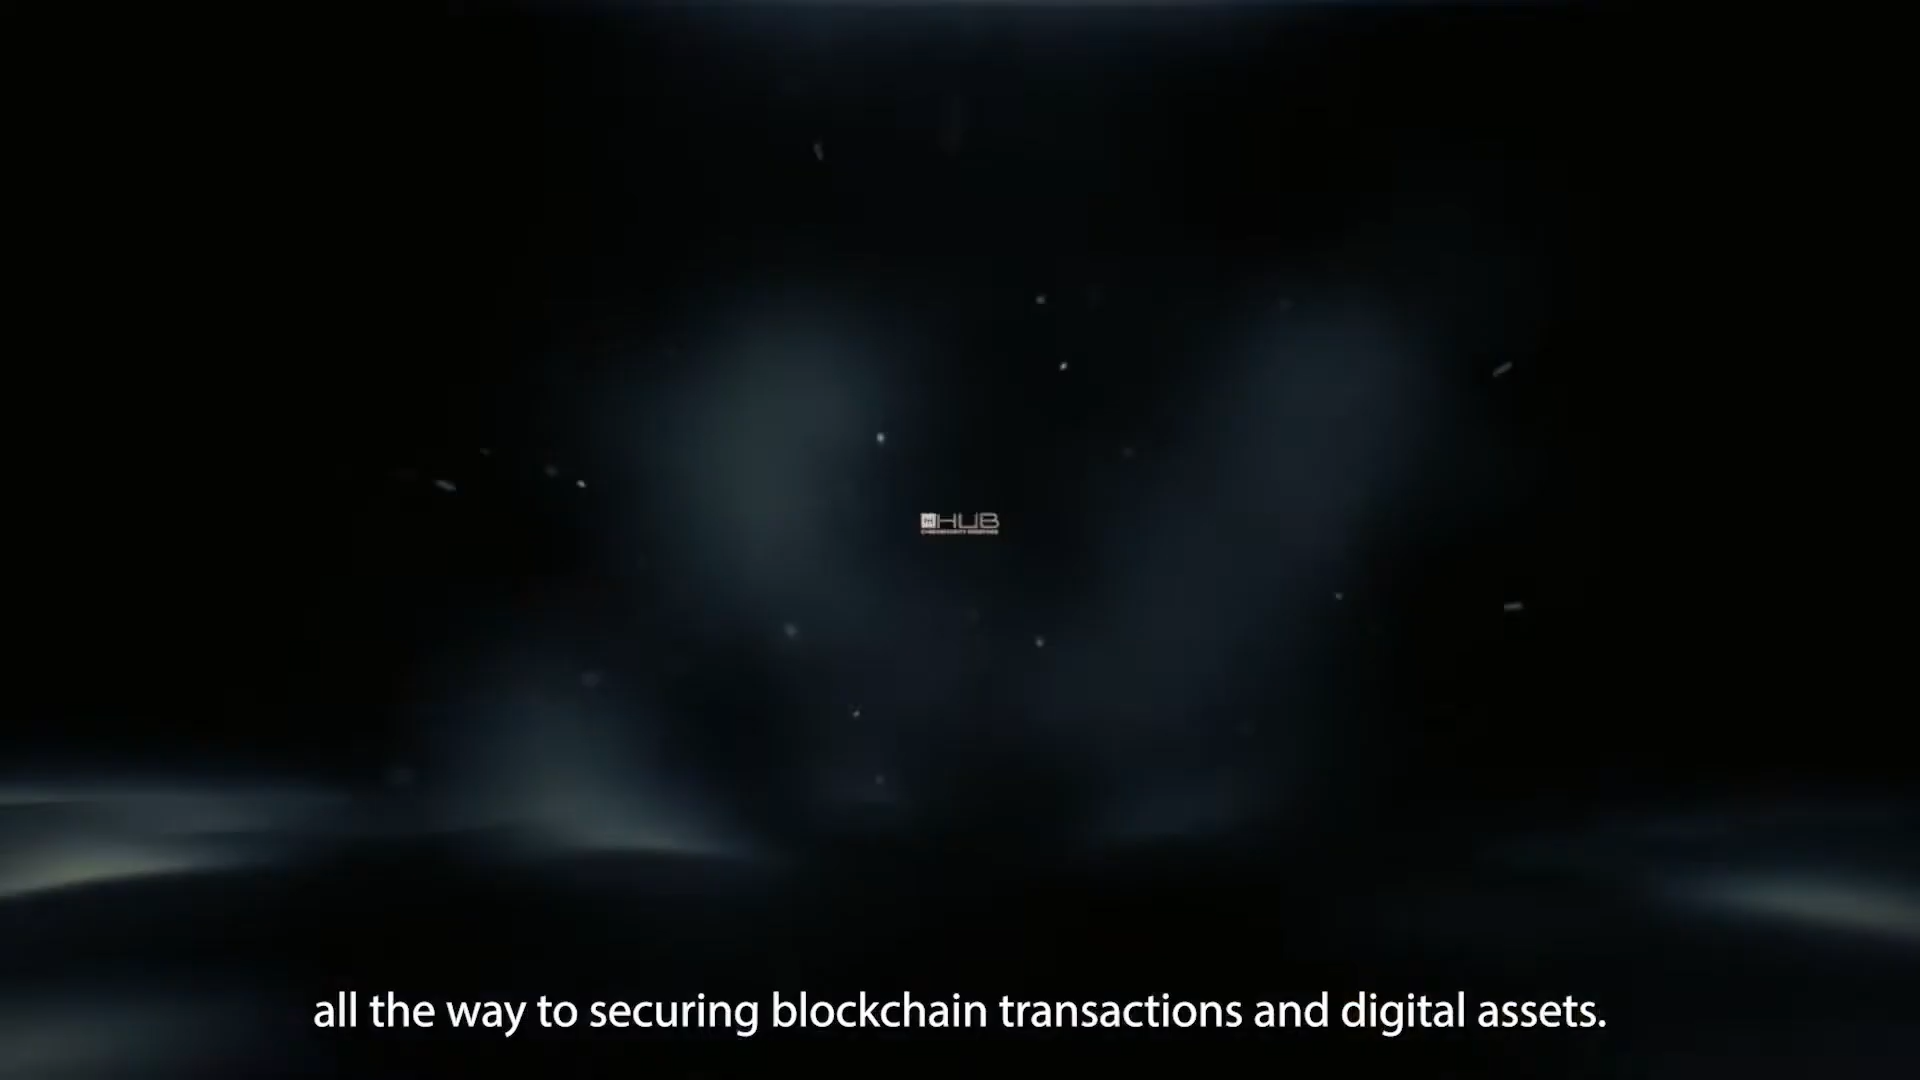 HUB
all the way to securing blockchain transactions and digital assets.